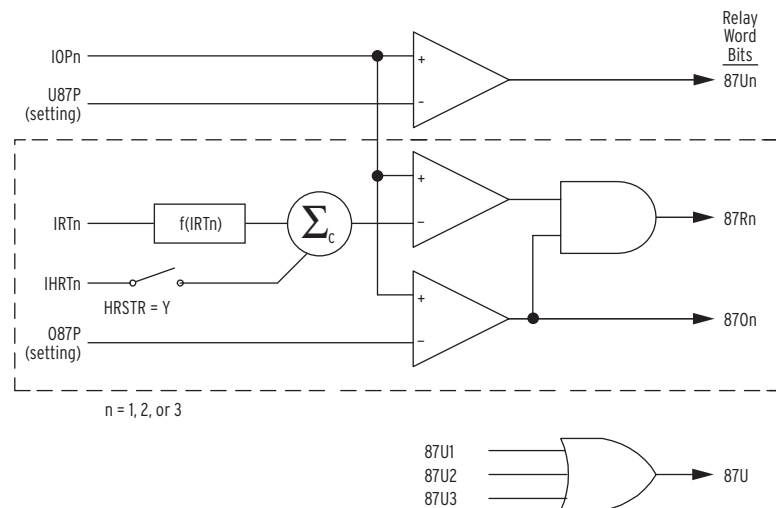 Relay
Word
Bits
IOPn
+
U87P
(setting)
-
87Un
+
IRTn
f(IRTn)
Σc
-
87Rn
IHRTn
HRSTR = Y
+
O87P
(setting)
-
87On
n = 1, 2, or 3
87U1
87U2
87U3
87U